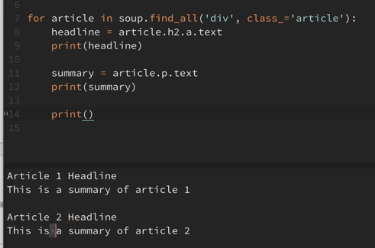 6
7 for article in soup.find_all('div', class_='article'):
8 headline = article.h2.a.text
9 print(headline)
10
11 summary = article.p.text
12 print(summary)
13
14 print()
15
Article 1 Headline
This is a summary of article 1
Article 2 Headline
This is a summary of article 2